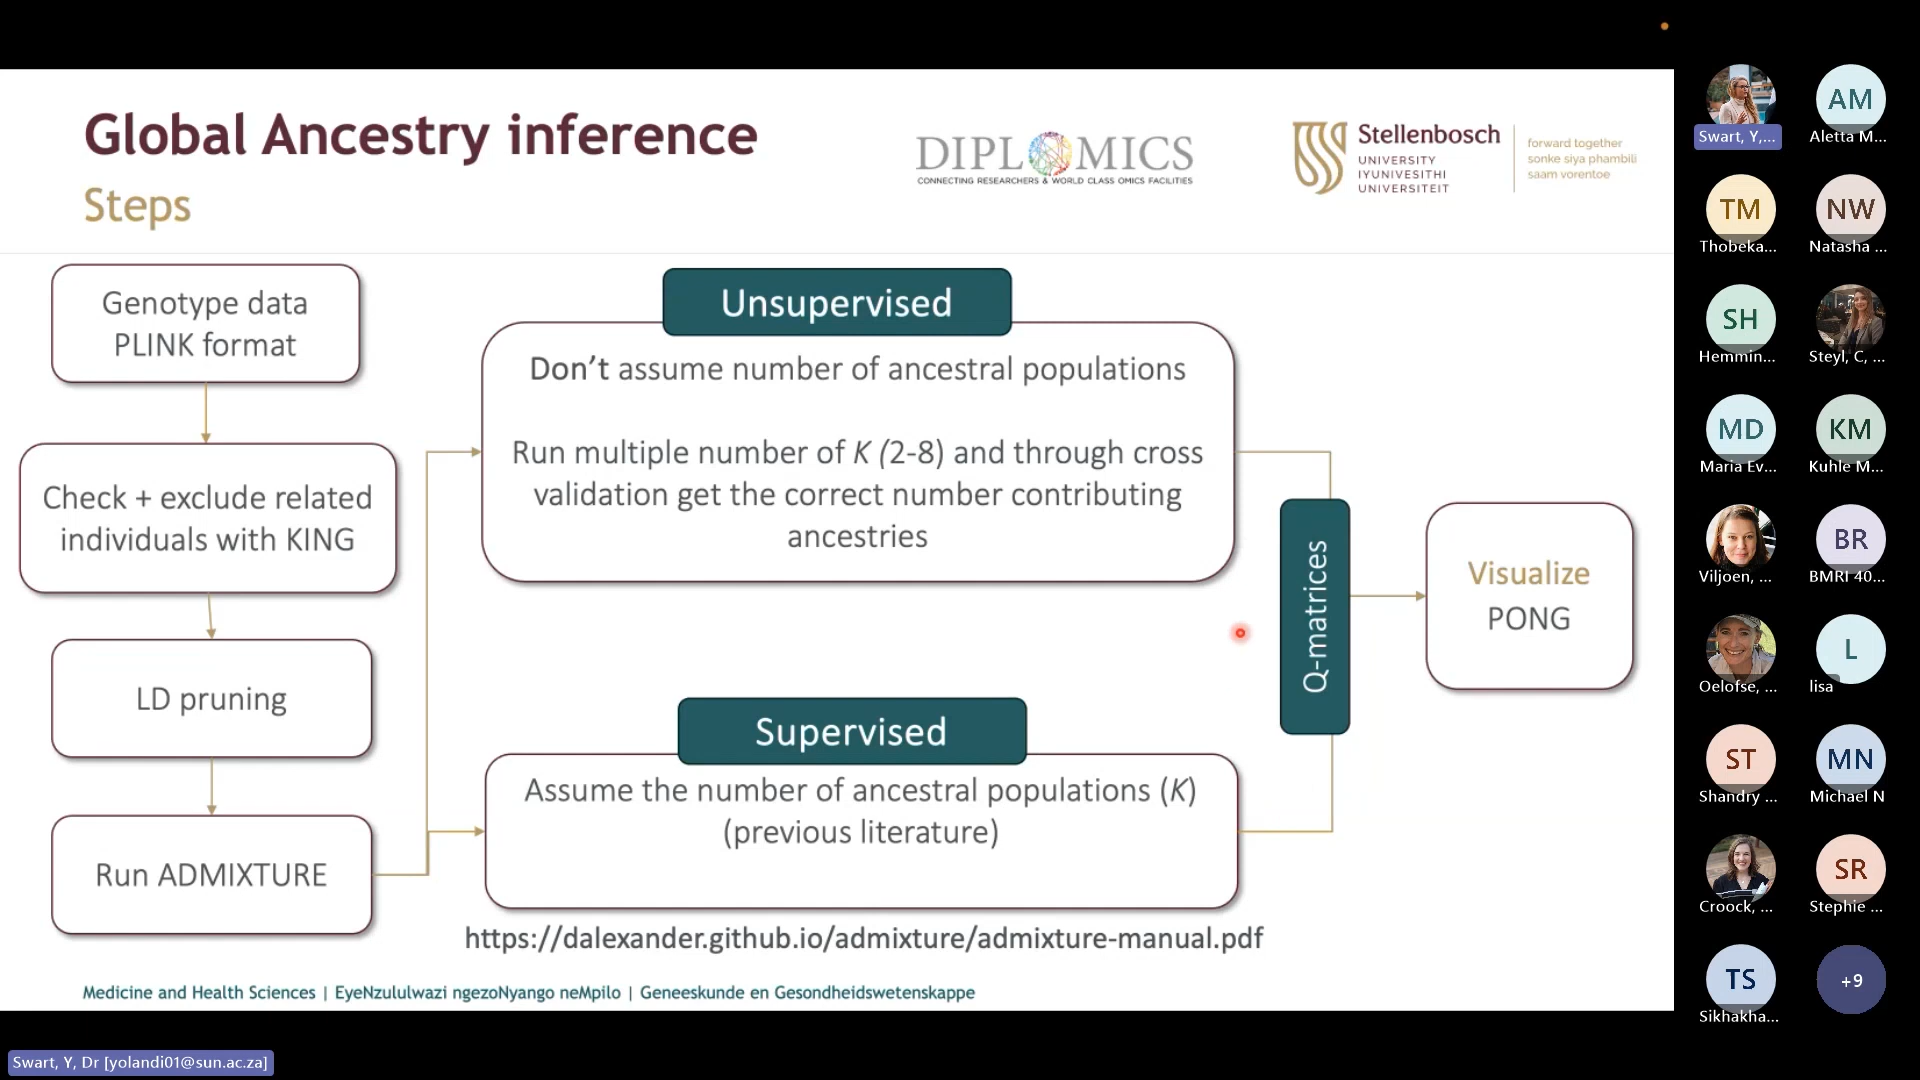 Global Ancestry inference
Steps
DIPLOMICS
CONNECTING RESEARCHERS & WORLD CLASS OMICS FACILITIES
Stellenbosch
UNIVERSITY
IYUNIVESITHI
UNIVERSITEIT
forward together
sonke siya phambili
saam vorentoe
Genotype data
PLINK format
Check + exclude related
individuals with KING
LD pruning
Run ADMIXTURE
Unsupervised
Don’t assume number of ancestral populations
Run multiple number of K (2-8) and through cross
validation get the correct number contributing
ancestries
Supervised
Assume the number of ancestral populations (K)
(previous literature)
https://dalexander.github.io/admixture/admixture-manual.pdf
Q-matrices
Visualize
PONG
Medicine and Health Sciences | EyeNzululwazi ngezoNyango neMpilo | Geneeskunde en Gesondheidswetenskappe
Swart, Y, Dr [yolandi01@sun.ac.za]
Swart, Y,...
AM
Aletta M...
TM
Thobeka...
NW
Natasha ...
SH
Hemmin...
Steyl, C, ...
MD
Maria Ev...
KM
Kuhle M...
Viljoen, ...
BR
BMRI 40...
Oelofse, ...
L
lisa
ST
Shandry ...
MN
Michael N
Croock, ...
SR
Stephie ...
TS
Sikhakha...
+9